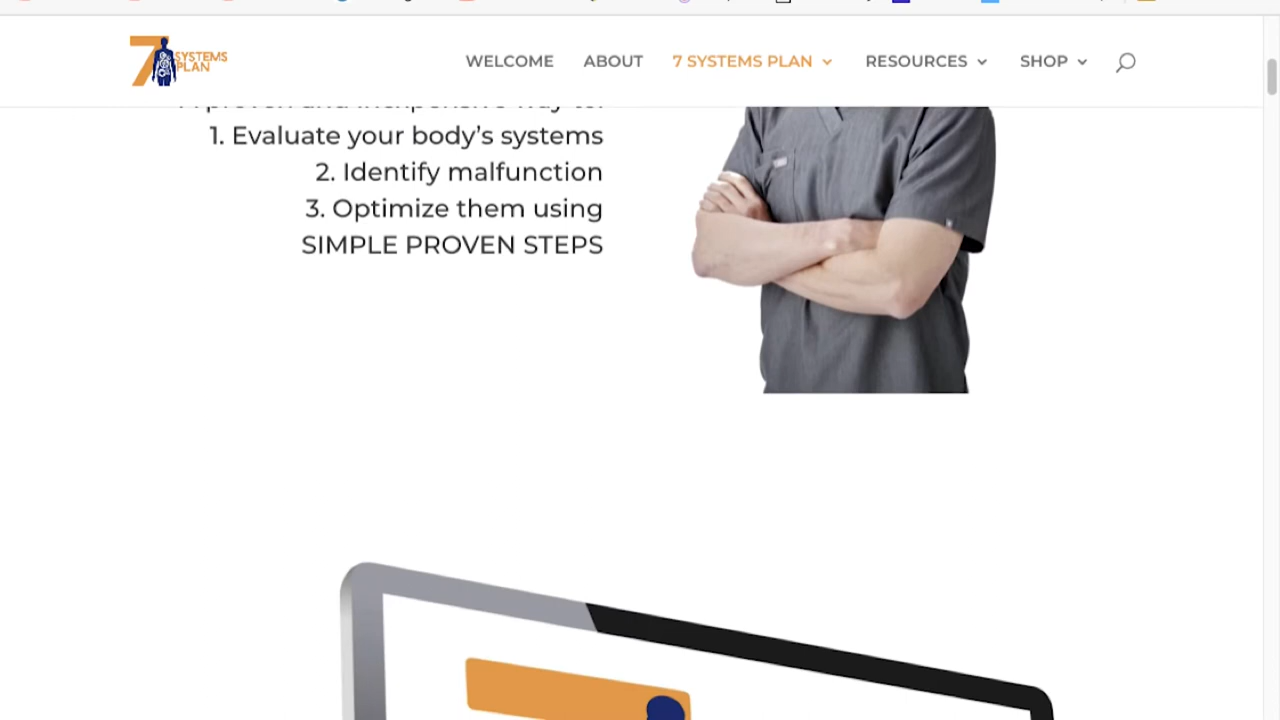 7 SYSTEMS
PLAN
WELCOME
ABOUT
7 SYSTEMS PLAN
RESOURCES
SHOP
1. Evaluate your body’s systems
2. Identify malfunction
3. Optimize them using
SIMPLE PROVEN STEPS